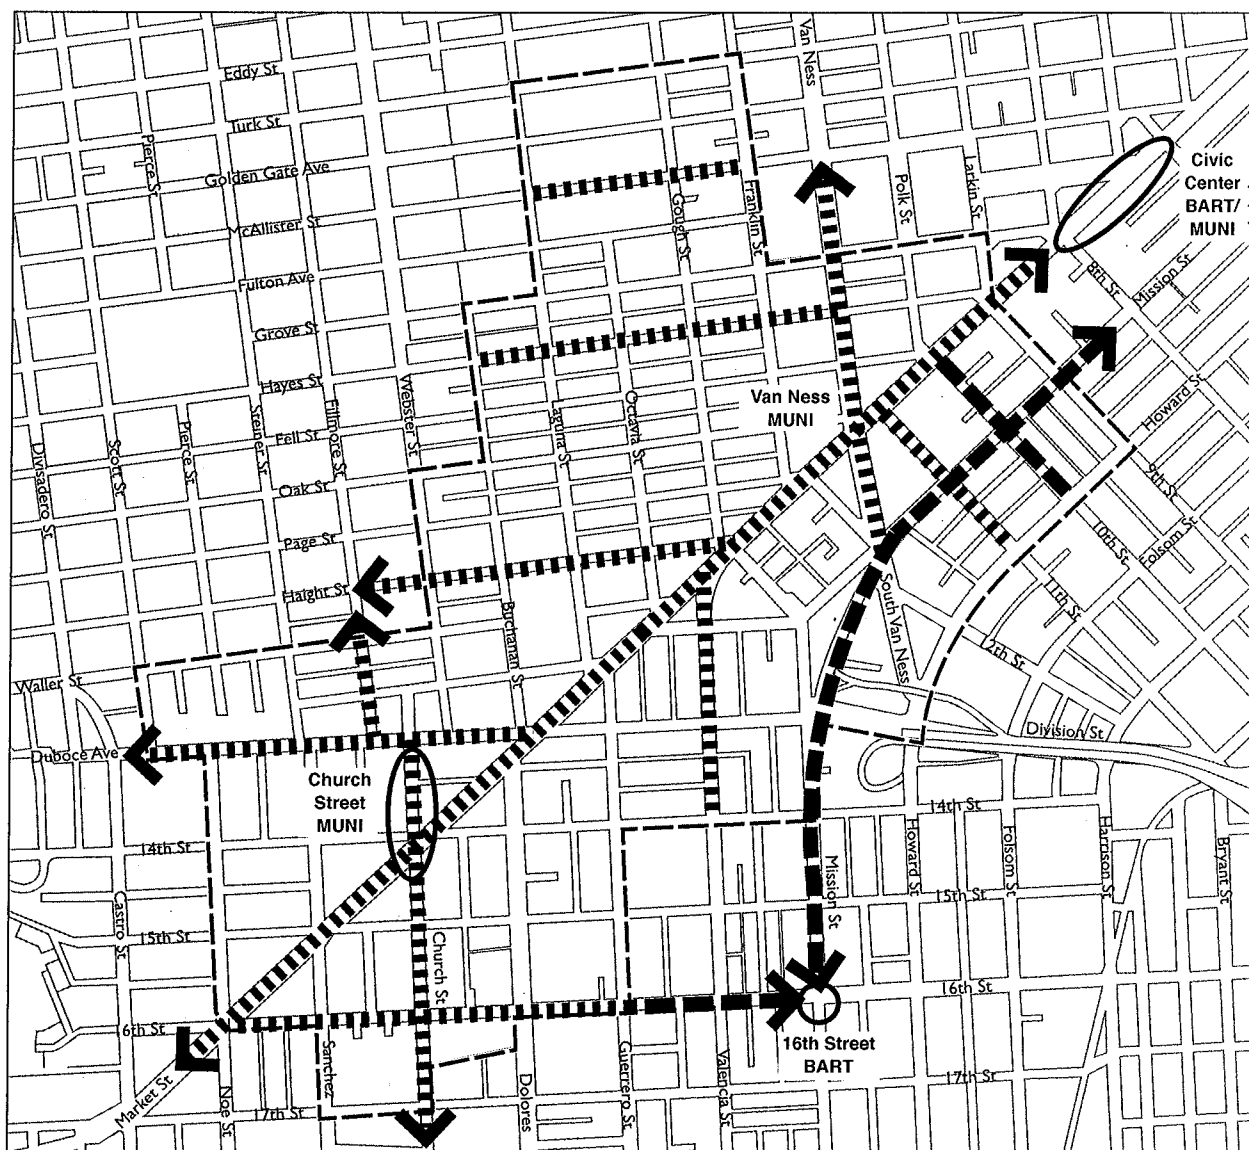 Van Ness
Eddy St
Turk St
Pierce St
Golden Gate Ave
McAllister St
Gough St
Franklin St
Polk St
Larkin St
Civic
Center
BART/
MUNI
Fulton Ave
8th St
Mission St
Grove St
Hayes St
Webster St
Van Ness
MUNI
Howard St
Divisadero St
Scott St
Pierce St
Steiner St
Fillmore St
Fell St
Laguna St
Octavia St
Oak St
9th St
Page St
10th St
Folsom St
Haight St
Buchanan St
South Van Ness
11th St
12th St
Waller St
Duboce Ave
Division St
Church
Street
MUNI
14th St
14th St
Howard St
Folsom St
Harrison St
Bryant St
Mission St
Castro St
15th St
15th St
Church St
16th St
6th St
16th Street
BART
Sanchez
Guerrero St
Valencia St
Market St
Noe St
17th St
Dolores
17th St